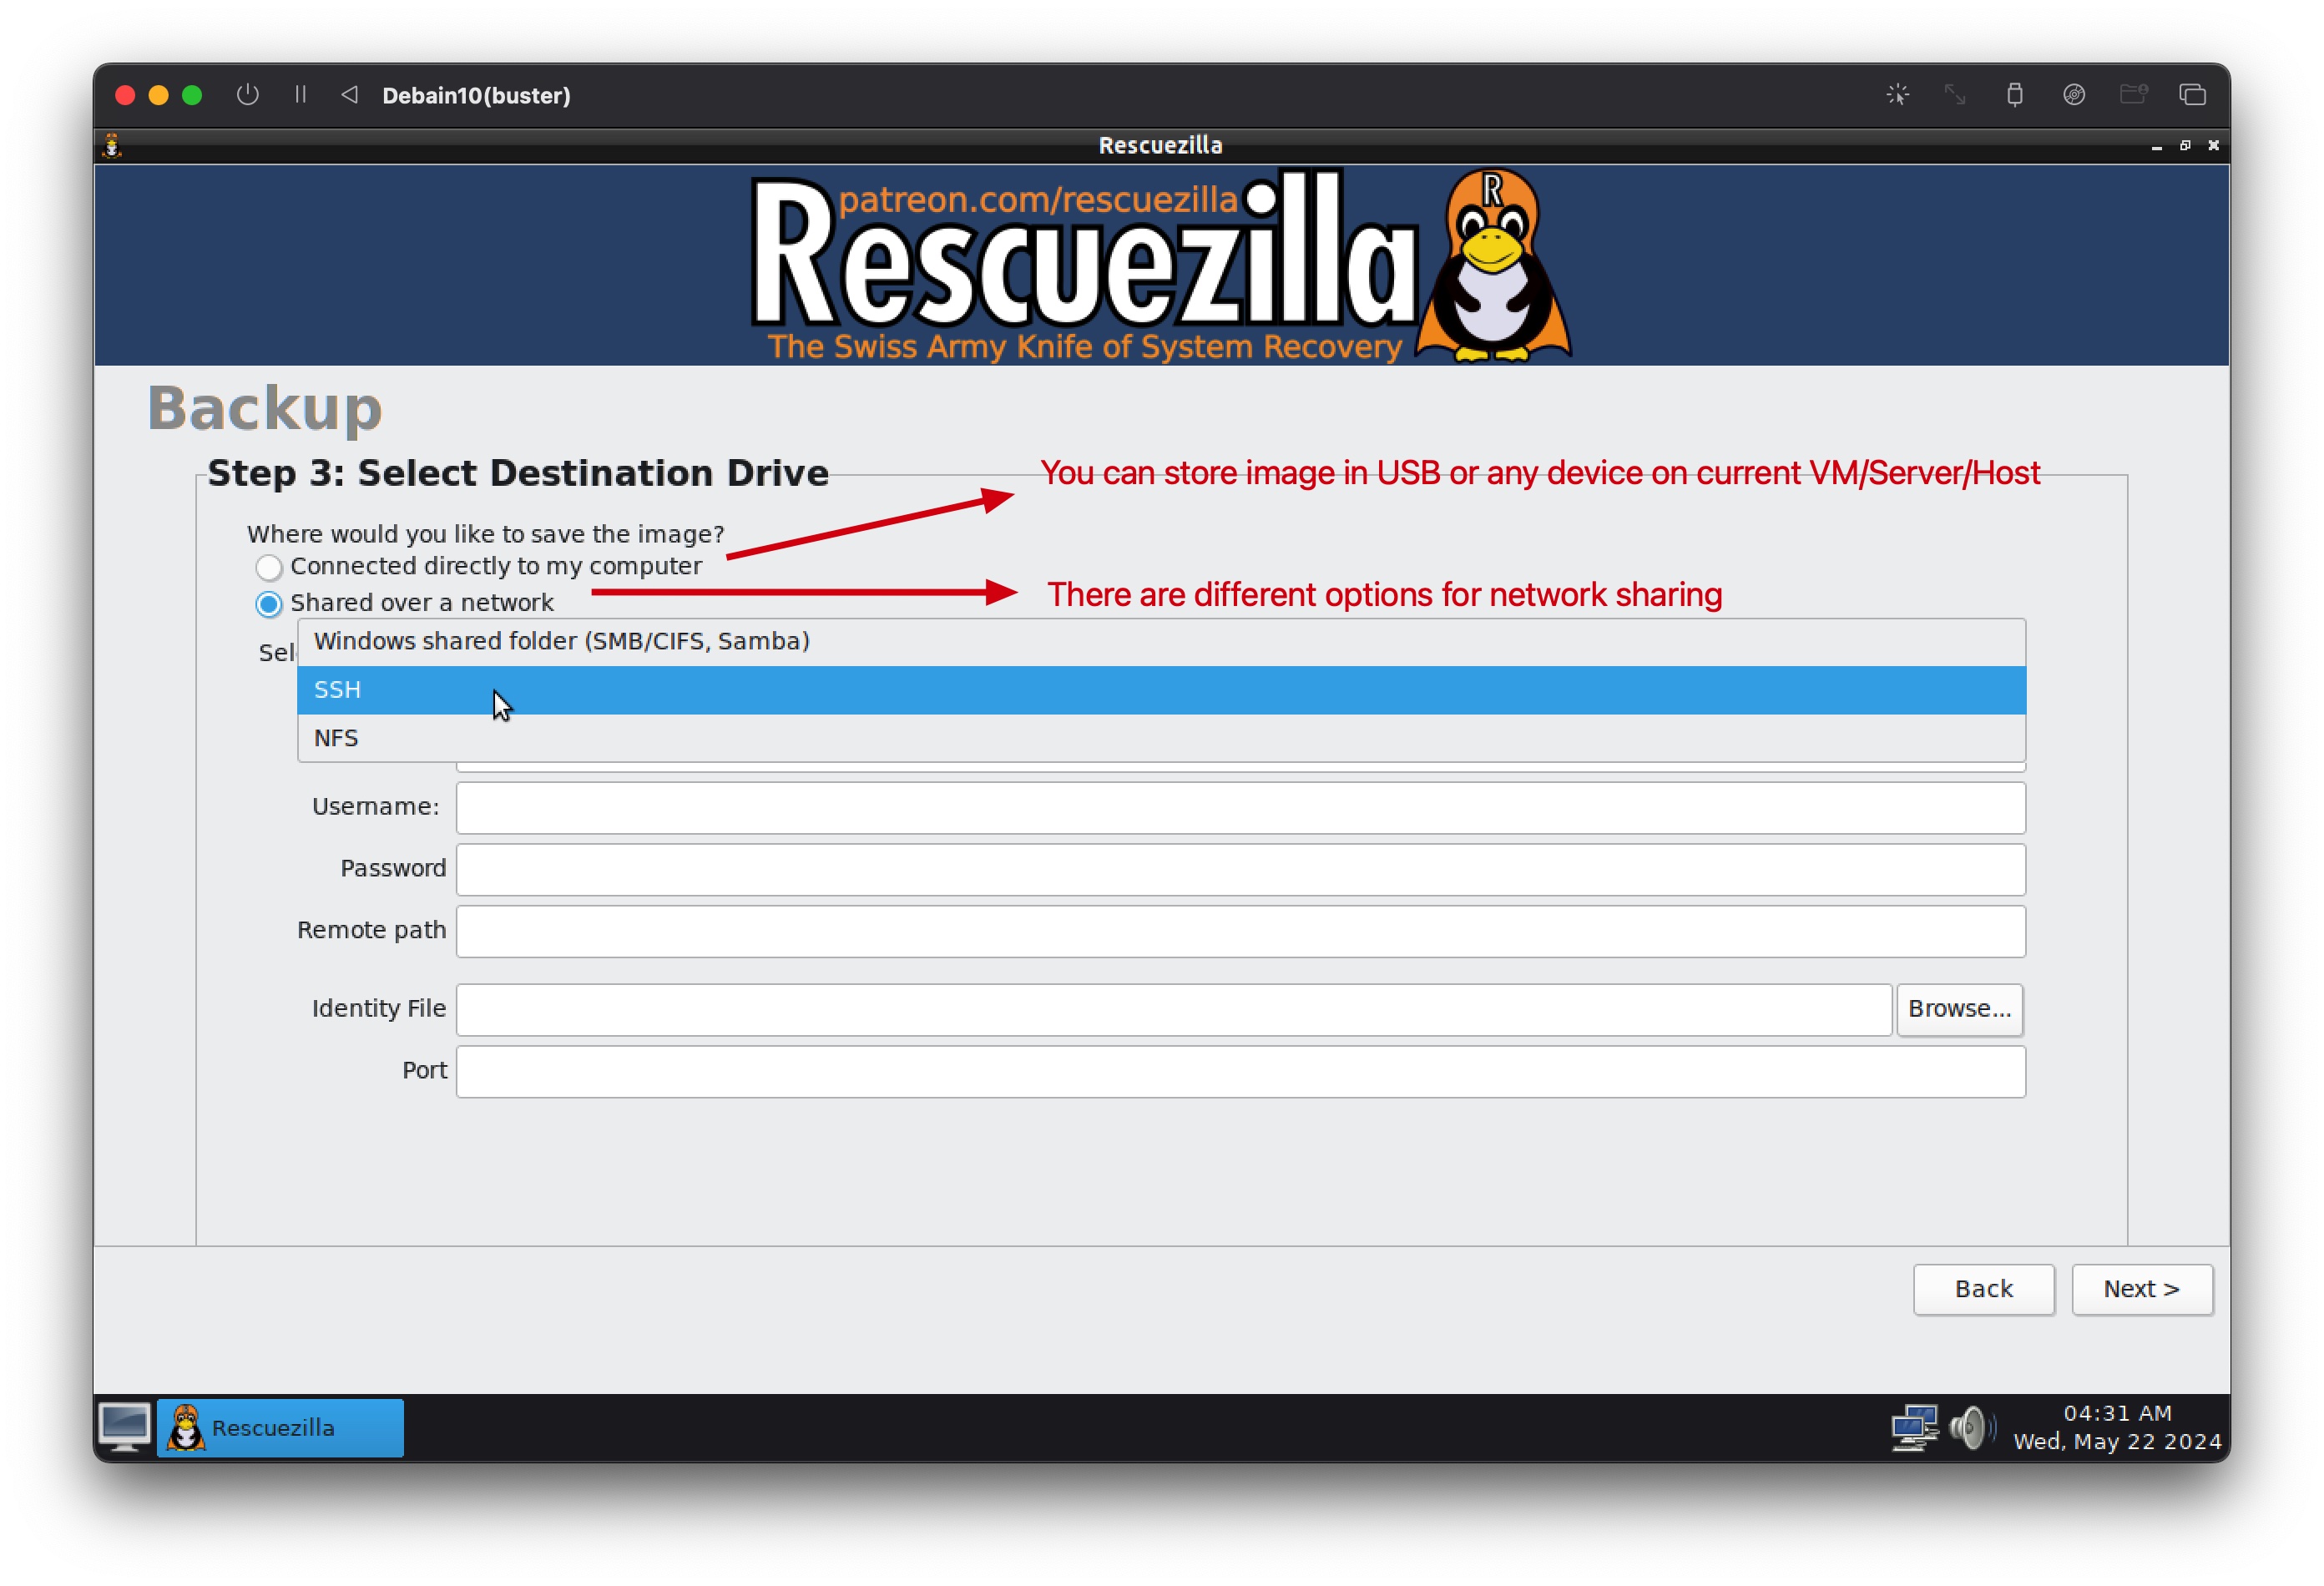 Debain10(buster)
Rescuezilla
R
patreon.com/rescuezilla
Rescuezilla
The Swiss Army Knife of System Recovery
Backup
Step 3: Select Destination Drive
You can store image in USB or any device on current VM/Server/Host
Where would you like to save the image?
Connected directly to my computer
Shared over a network
There are different options for network sharing
Sel
Windows shared folder (SMB/CIFS, Samba)
SSH
NFS
Username:
Password
Remote path
Identity File
Browse...
Port
Back
Next >
Rescuezilla
04:31 AM
Wed, May 22 2024